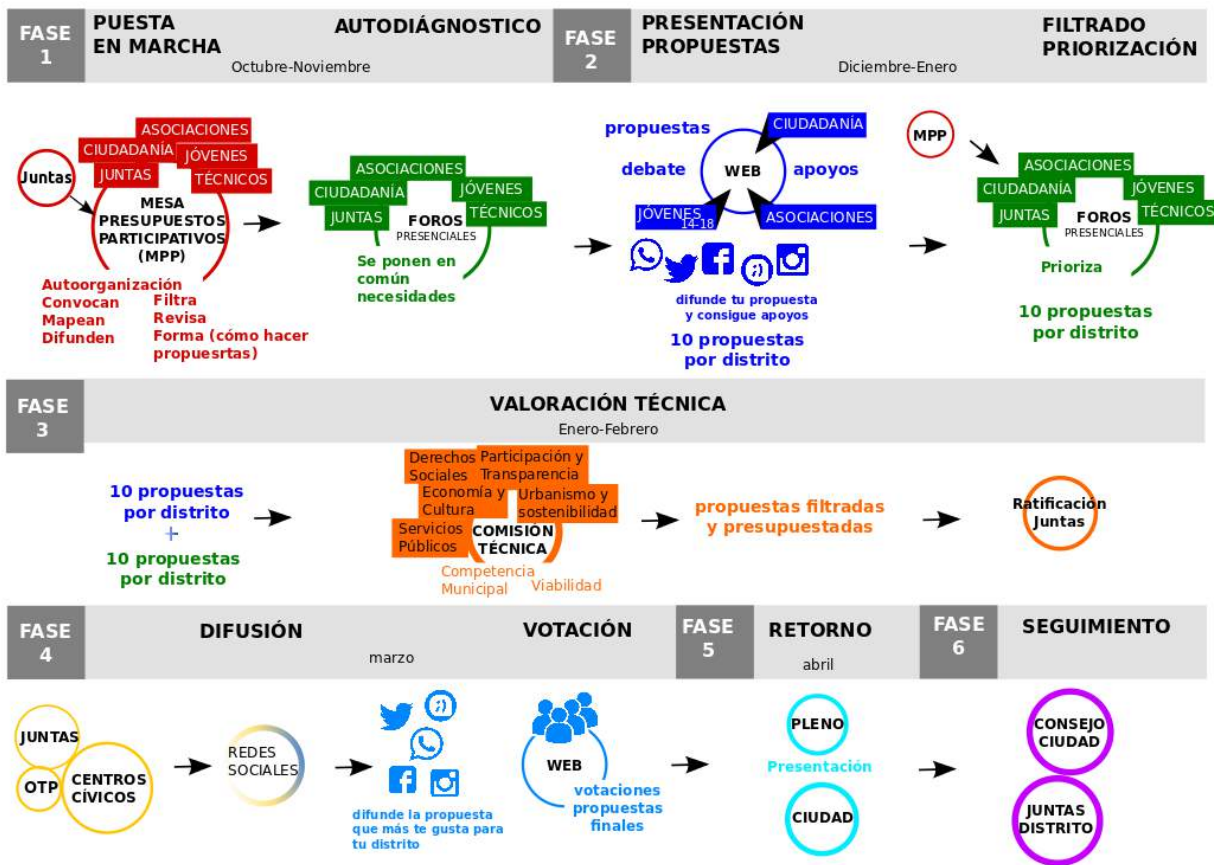 FASE
1
PUESTA
EN MARCHA
AUTODIÁGNOSTICO
Octubre-Noviembre
FASE
2
PRESENTACIÓN
PROPUESTAS
FILTRADO
PRIORIZACIÓN
Diciembre-Enero
Juntas
ASOCIACIONES
CIUDADANÍA
JÓVENES
JUNTAS
TÉCNICOS
MESA
PRESUPUESTOS
PARTICIPATIVOS
(MPP)
Autoorganización
Convocan
Mapean
Difunden
Filtra
Revisa
Forma (cómo hacer
propuesrtas)
ASOCIACIONES
CIUDADANÍA
JÓVENES
JUNTAS
TÉCNICOS
FOROS
PRESENCIALES
Se ponen en
común
necesidades
propuestas
CIUDADANÍA
debate
WEB
apoyos
JÓVENES
14-18
ASOCIACIONES
difunde tu propuesta
y consigue apoyos
10 propuestas
por distrito
MPP
ASOCIACIONES
CIUDADANÍA
JÓVENES
JUNTAS
TÉCNICOS
FOROS
PRESENCIALES
Prioriza
10 propuestas
por distrito
FASE
3
VALORACIÓN TÉCNICA
Enero-Febrero
10 propuestas
por distrito
+
10 propuestas
por distrito
Derechos
Sociales
Participación y
Transparencia
Economía y
Cultura
Urbanismo y
sostenibilidad
Servicios
Públicos
COMISIÓN
TÉCNICA
Competencia
Municipal
Viabilidad
propuestas filtradas
y presupuestadas
Ratificación
Juntas
FASE
4
DIFUSIÓN
VOTACIÓN
marzo
FASE
5
RETORNO
abril
FASE
6
SEGUIMIENTO
JUNTAS
OTP
CENTROS
CÍVICOS
REDES
SOCIALES
difunde la propuesta
que más te gusta para
tu distrito
WEB
votaciones
propuestas
finales
PLENO
Presentación
CIUDAD
CONSEJO
CIUDAD
JUNTAS
DISTRITO